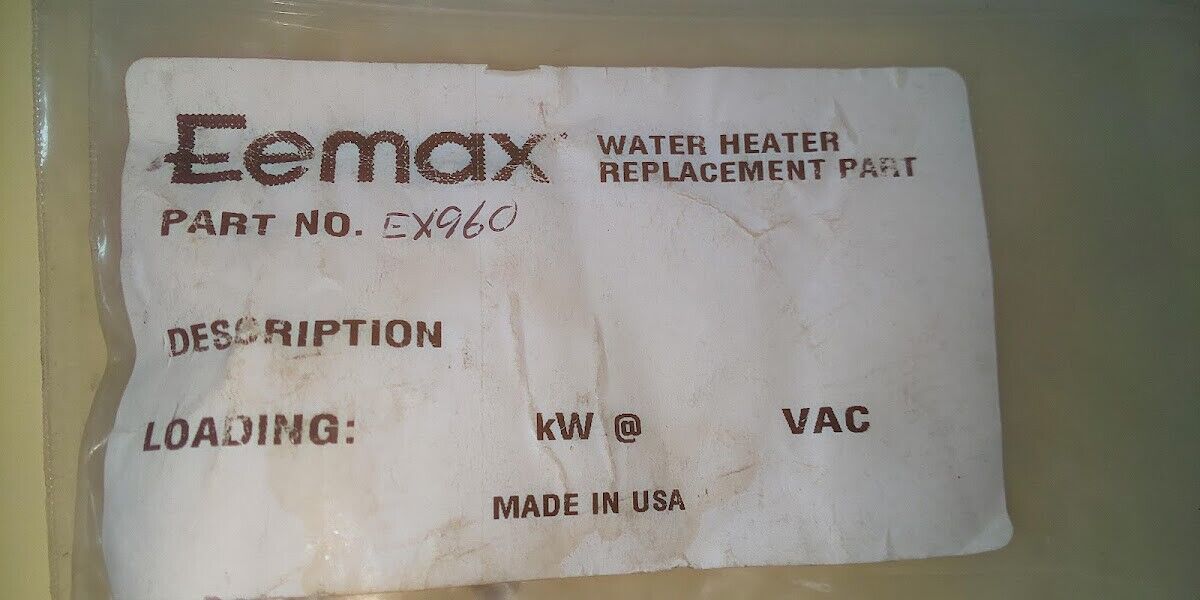 Eemax
WATER HEATER
REPLACEMENT PART
PART NO. EX960
DESCRIPTION
LOADING: kW @ VAC
MADE IN USA